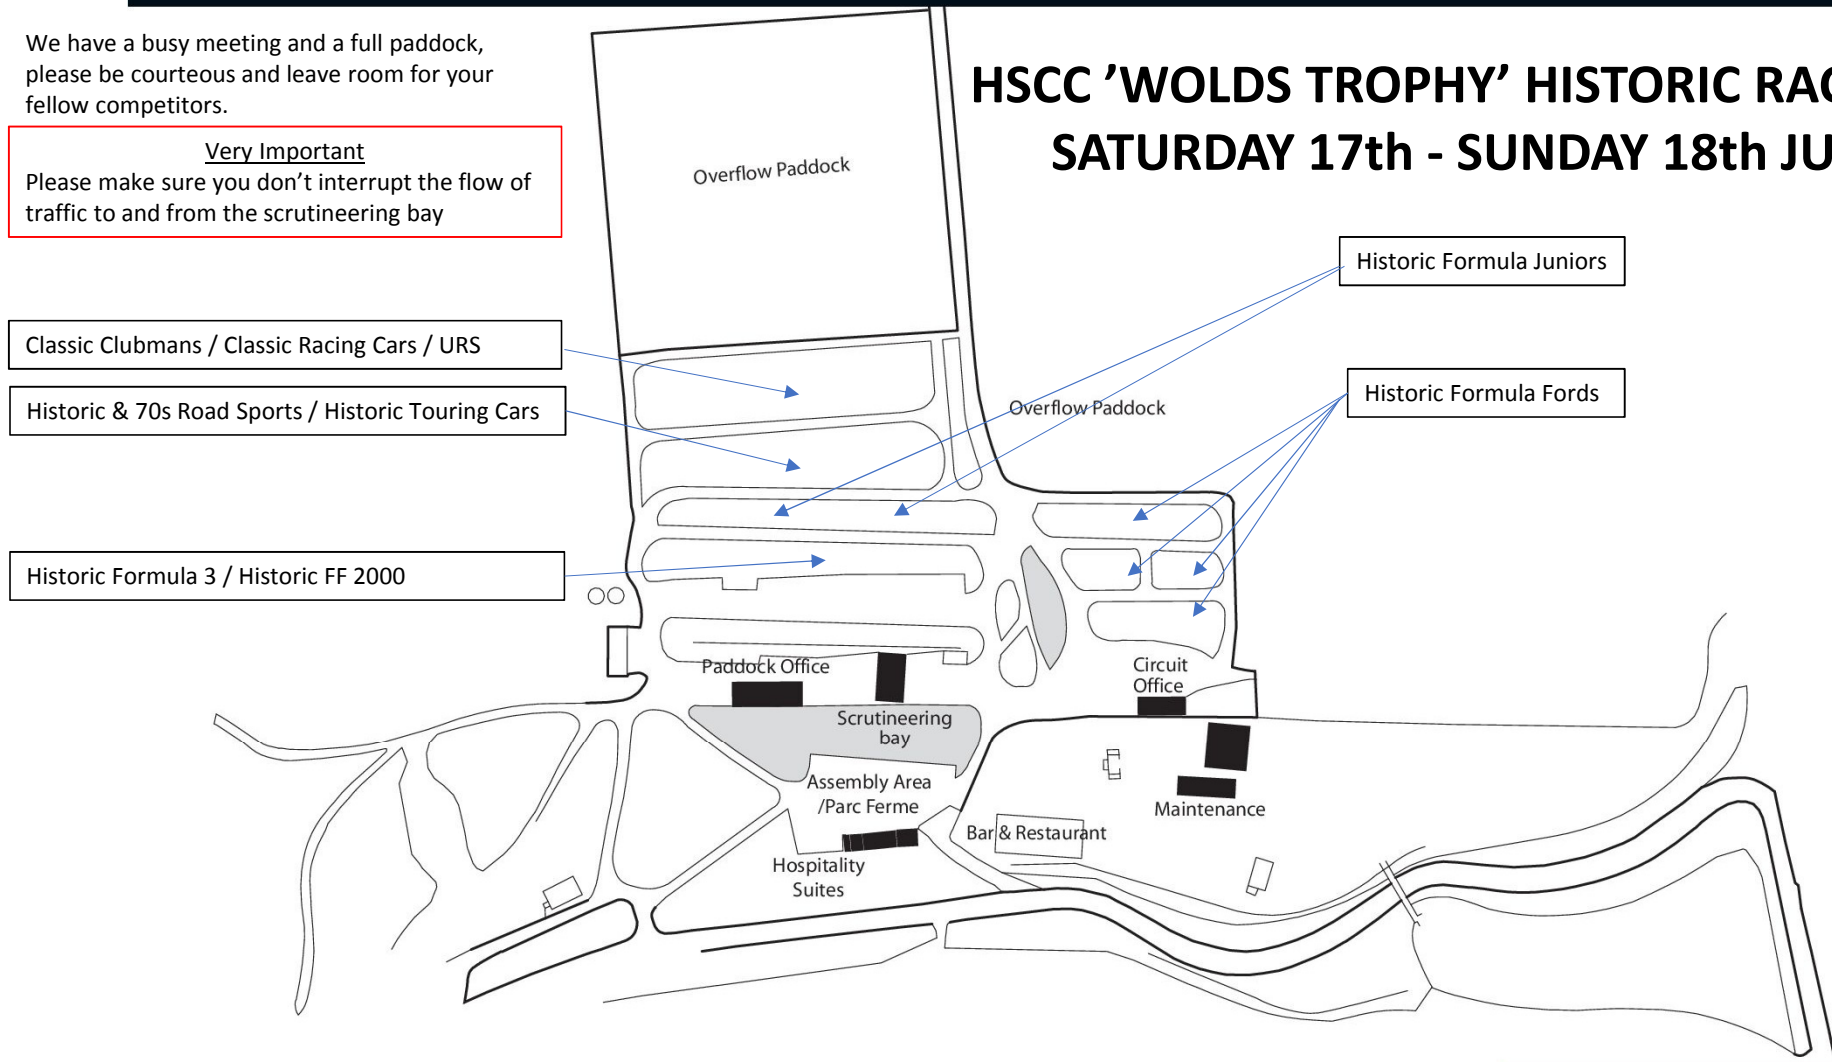 We have a busy meeting and a full paddock,
please be courteous and leave room for your
fellow competitors.
Very Important
Please make sure you don't interrupt the flow of
traffic to and from the scrutineering bay
HSCC 'WOLDS TROPHY' HISTORIC
SATURDAY 17th - SUNDAY 18th
Overflow Paddock
Historic Formula Juniors
Classic Clubmans / Classic Racing Cars / URS
Historic & 70s Road Sports / Historic Touring Cars
Overflow Paddock
Historic Formula Fords
Historic Formula 3 / Historic FF 2000
Paddock Office
Circuit
Office
Scrutineering
bay
Assembly Area
/Parc Ferme
Maintenance
Bar & Restaurant
Hospitality
Suites